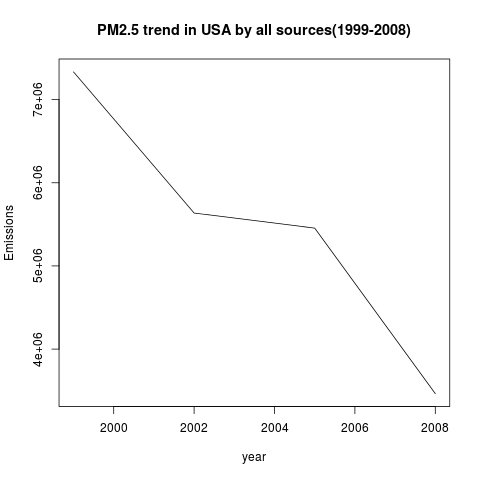 PM2.5 trend in USA by all sources(1999-2008)
7e+06
6e+06
5e+06
4e+06
Emissions
2000 2002 2004 2006 2008
year